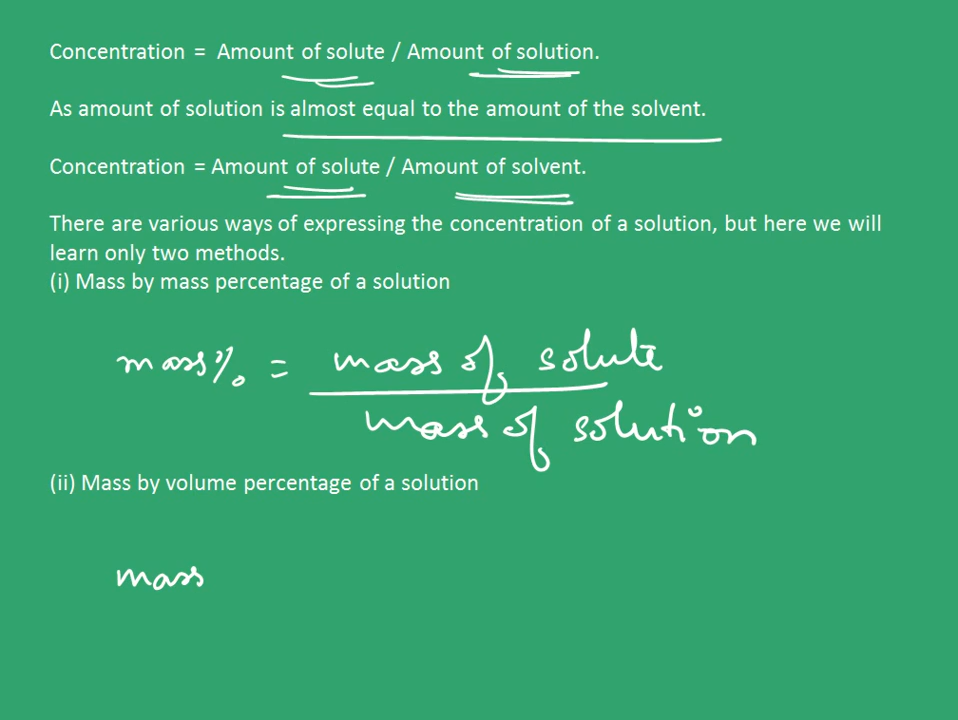 Concentration = Amount of solute / Amount of solution.
As amount of solution is almost equal to the amount of the solvent.
Concentration = Amount of solute / Amount of solvent.
There are various ways of expressing the concentration of a solution, but here we will
learn only two methods.
(i) Mass by mass percentage of a solution
mass% = mass of solute
mass of solution
(ii) Mass by volume percentage of a solution
mass